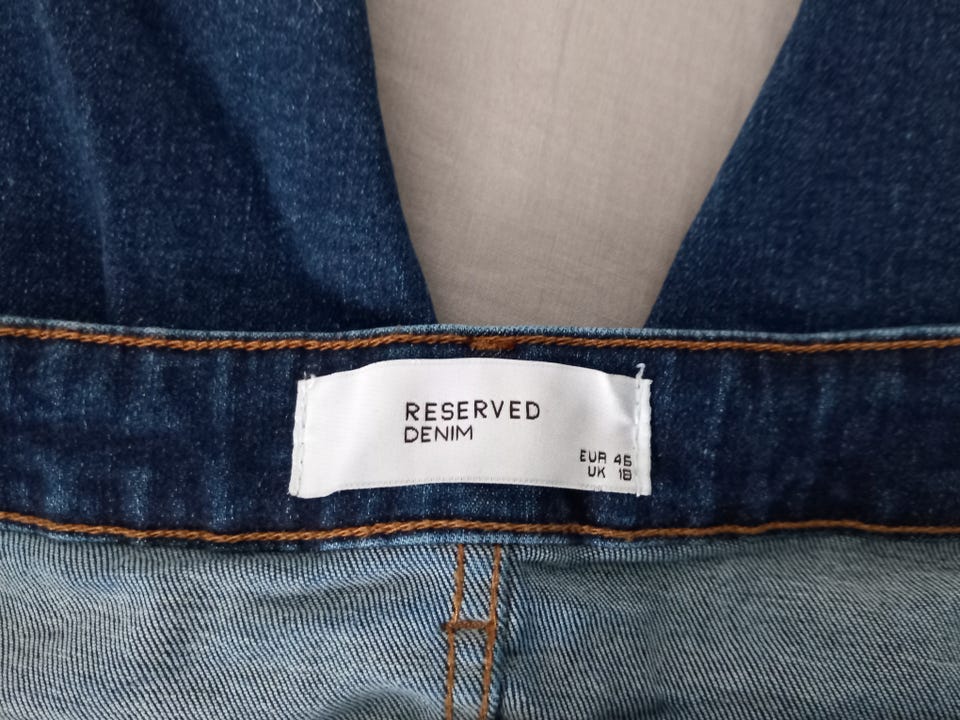 RESERVED
DENIM
EUR 46
UK 18